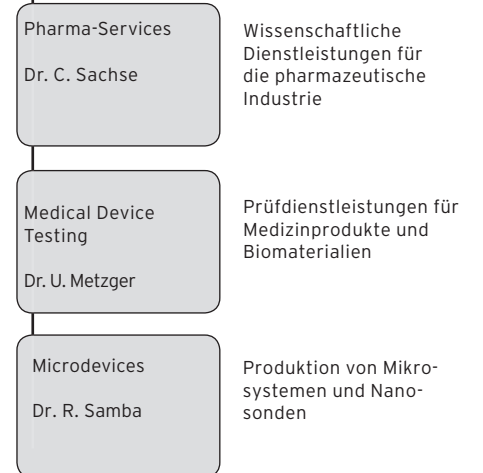 Pharma-Services
Dr. C. Sachse
Wissenschaftliche
Dienstleistungen für
die pharmazeutische
Industrie
Medical Device
Testing
Dr. U. Metzger
Prüfdienstleistungen für
Medizinprodukte und
Biomaterialien
Microdevices
Dr. R. Samba
Produktion von Mikro-
systemen und Nano-
sonden